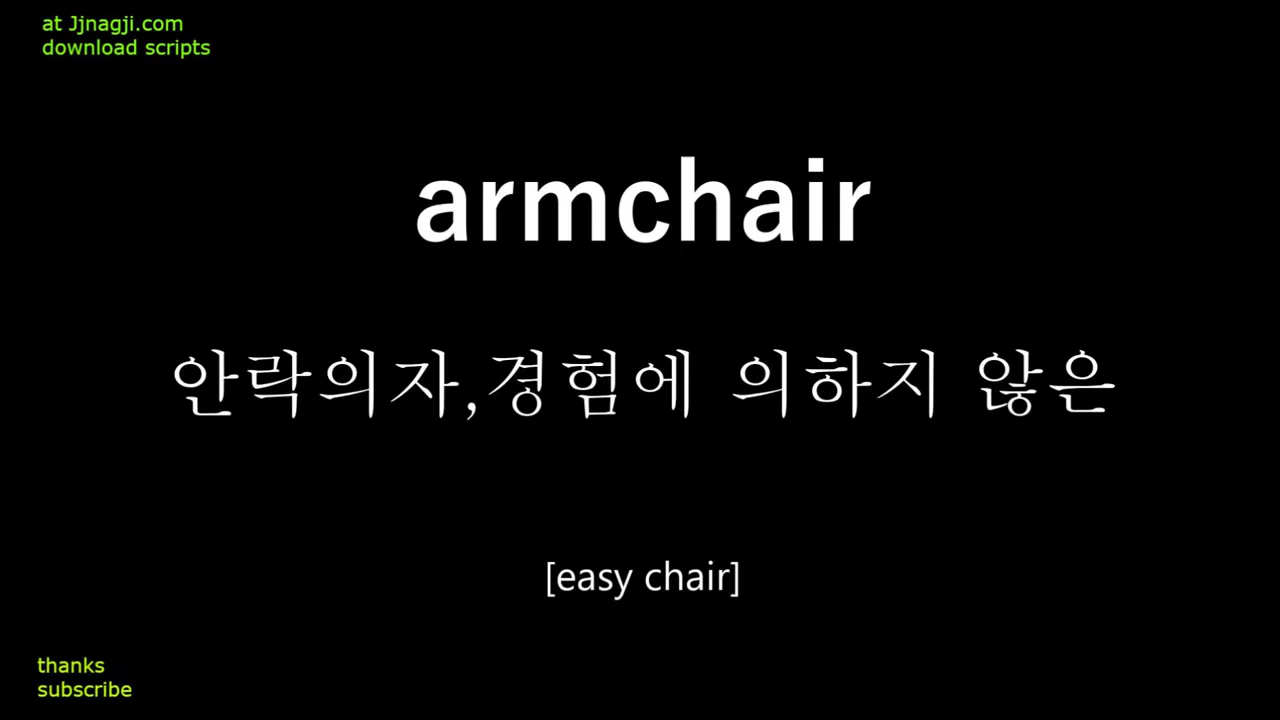 at Jjnagji.com
download scripts
armchair
안락의자,경험에 의하지 않은
[easy chair]
thanks
subscribe